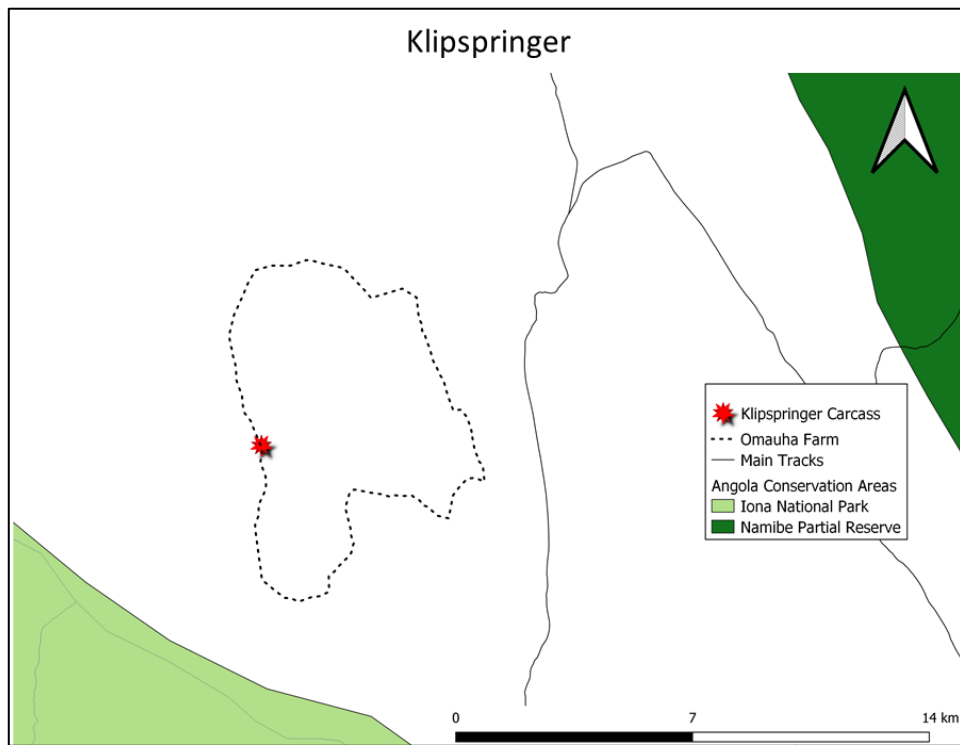 Klipspringer
Klipspringer Carcass
Omauha Farm
Main Tracks
Angola Conservation Areas
Iona National Park
Namibe Partial Reserve
0 7 14 km